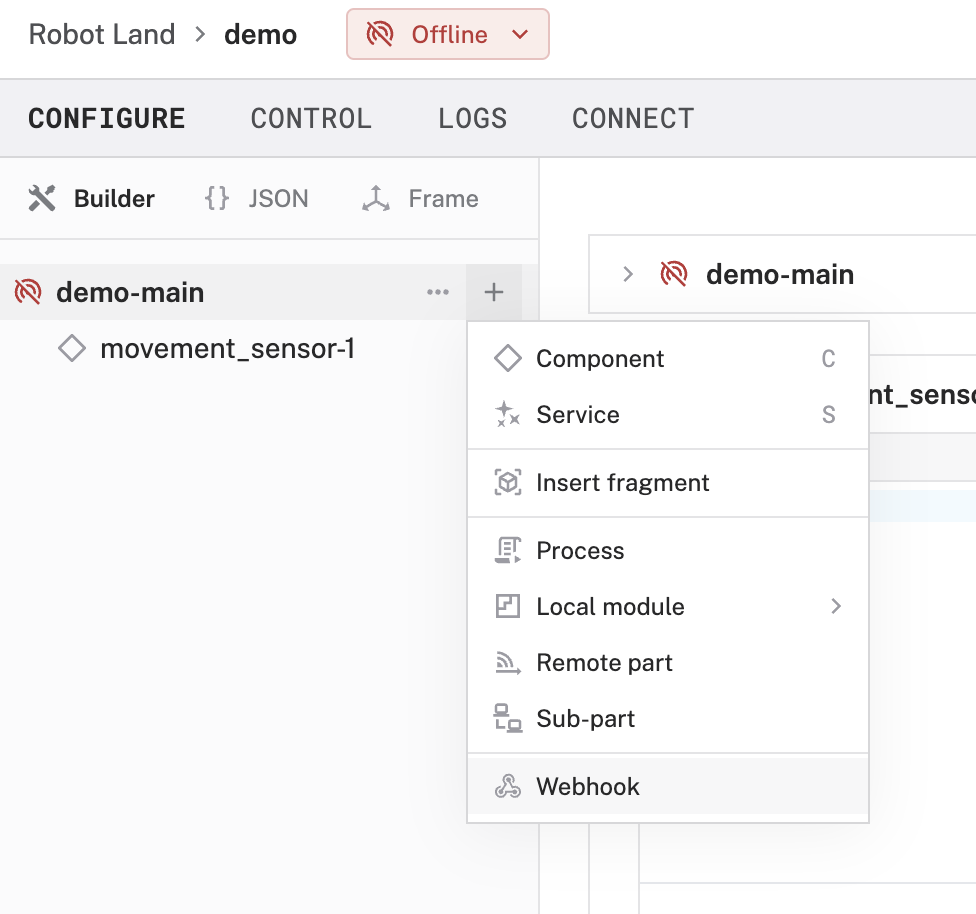 Robot Land > demo Offline
CONFIGURE CONTROL LOGS CONNECT
Builder {} JSON Frame
demo-main ... +
demo-main
movement_sensor-1
Component C
nt_senso
Service S
Insert fragment
Process
Local module >
Remote part
Sub-part
Webhook